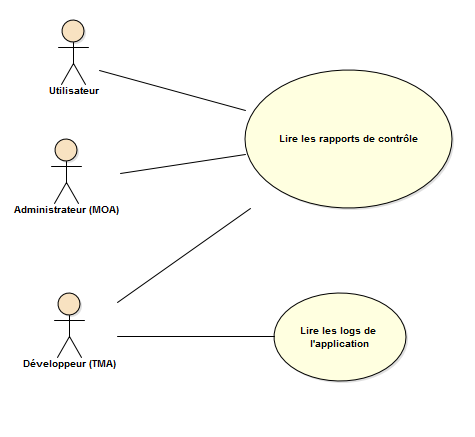 Utilisateur
Lire les rapports de contrôle
Administrateur (MOA)
Lire les logs de
l'application
Développeur (TMA)